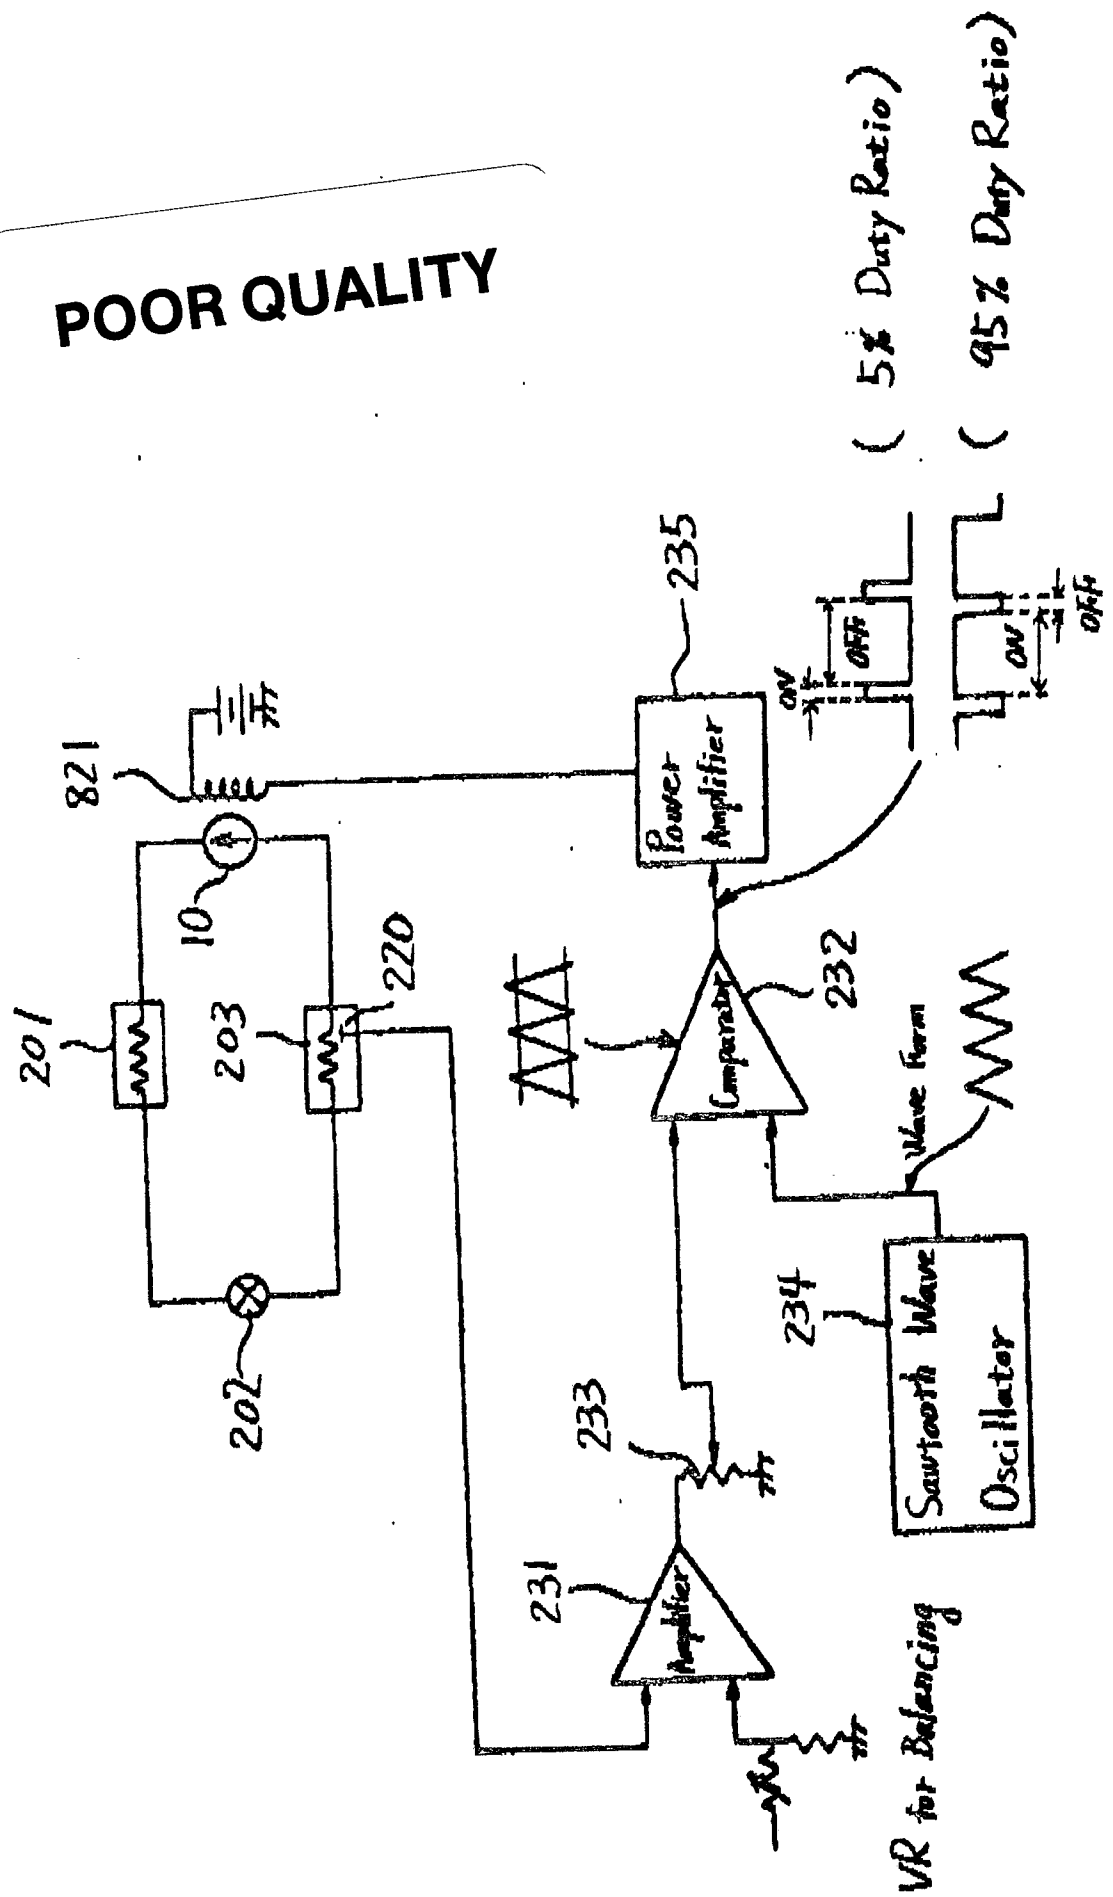 POOR QUALITY
201
202
203
10
821
220
231
Amplifier
VR for Balancing
233
Comparator
232
234
Sawtooth Wave
Oscillator
Wave Form
Power
Amplifier
235
ON
OFF
( 5% Duty Ratio)
ON
OFF
( 95% Duty Ratio)